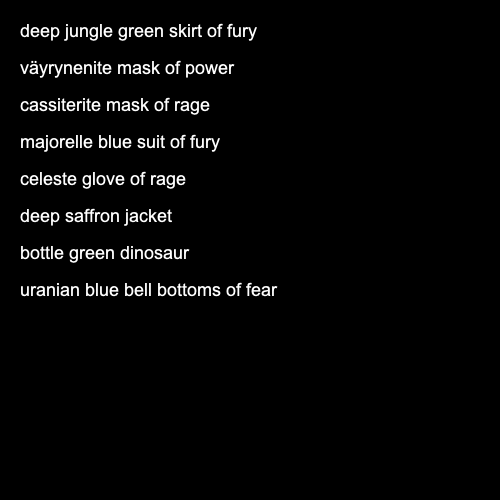 deep jungle green skirt of fury
väyrynenite mask of power
cassiterite mask of rage
majorelle blue suit of fury
celeste glove of rage
deep saffron jacket
bottle green dinosaur
uranian blue bell bottoms of fear